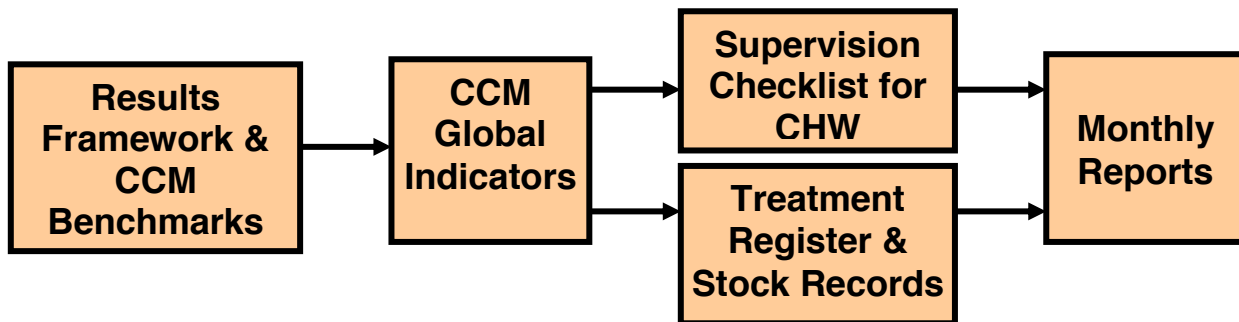 Results
Framework &
CCM
Benchmarks
CCM
Global
Indicators
Supervision
Checklist for
CHW
Treatment
Register &
Stock Records
Monthly
Reports